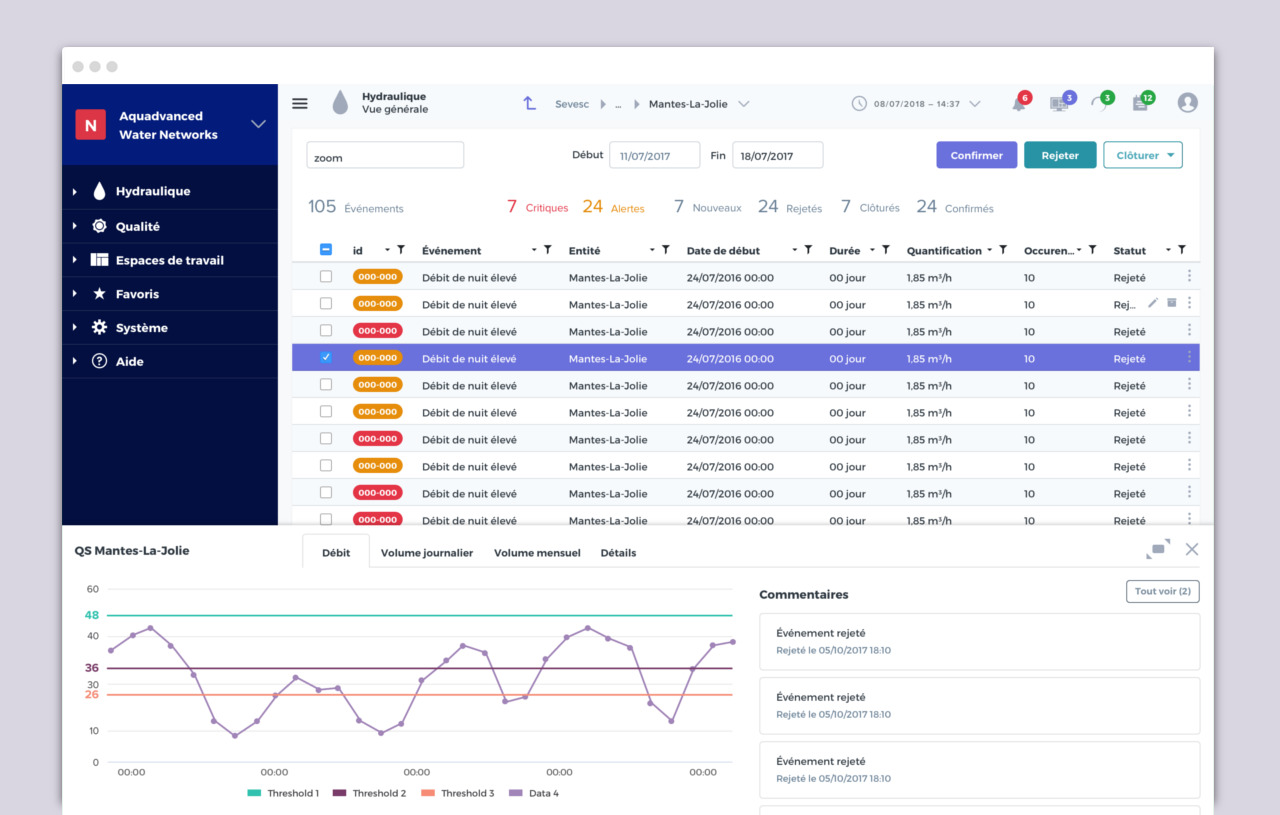 N
Aquadvanced
Water Networks
Hydraulique
Qualité
Espaces de travail
Favoris
Système
Aide
Hydraulique
Vue générale
Sevesc ... Mantes-La-Jolie
08/07/2018 – 14:37
6 3 3 12
zoom
Début 11/07/2017 Fin 18/07/2017
Confirmer Rejeter Clôturer
105 Événements 7 Critiques 24 Alertes 7 Nouveaux 24 Rejetés 7 Clôturés 24 Confirmés
id Événement Entité Date de début Durée Quantification Occuren... Statut
000-000 Débit de nuit élevé Mantes-La-Jolie 24/07/2016 00:00 00 jour 1,85 m³/h 10 Rejeté
000-000 Débit de nuit élevé Mantes-La-Jolie 24/07/2016 00:00 00 jour 1,85 m³/h 10 Rej...
000-000 Débit de nuit élevé Mantes-La-Jolie 24/07/2016 00:00 00 jour 1,85 m³/h 10 Rejeté
000-000 Débit de nuit élevé Mantes-La-Jolie 24/07/2016 00:00 00 jour 1,85 m³/h 10 Rejeté
000-000 Débit de nuit élevé Mantes-La-Jolie 24/07/2016 00:00 00 jour 1,85 m³/h 10 Rejeté
000-000 Débit de nuit élevé Mantes-La-Jolie 24/07/2016 00:00 00 jour 1,85 m³/h 10 Rejeté
000-000 Débit de nuit élevé Mantes-La-Jolie 24/07/2016 00:00 00 jour 1,85 m³/h 10 Rejeté
000-000 Débit de nuit élevé Mantes-La-Jolie 24/07/2016 00:00 00 jour 1,85 m³/h 10 Rejeté
000-000 Débit de nuit élevé Mantes-La-Jolie 24/07/2016 00:00 00 jour 1,85 m³/h 10 Rejeté
000-000 Débit de nuit élevé Mantes-La-Jolie 24/07/2016 00:00 00 jour 1,85 m³/h 10 Rejeté
QS Mantes-La-Jolie
Débit Volume journalier Volume mensuel Détails
60
48
40
36
30
26
10
0
00:00 00:00 00:00 00:00 00:00
Threshold 1 Threshold 2 Threshold 3 Data 4
Commentaires
Tout voir (2)
Événement rejeté
Rejeté le 05/10/2017 18:10
Événement rejeté
Rejeté le 05/10/2017 18:10
Événement rejeté
Rejeté le 05/10/2017 18:10